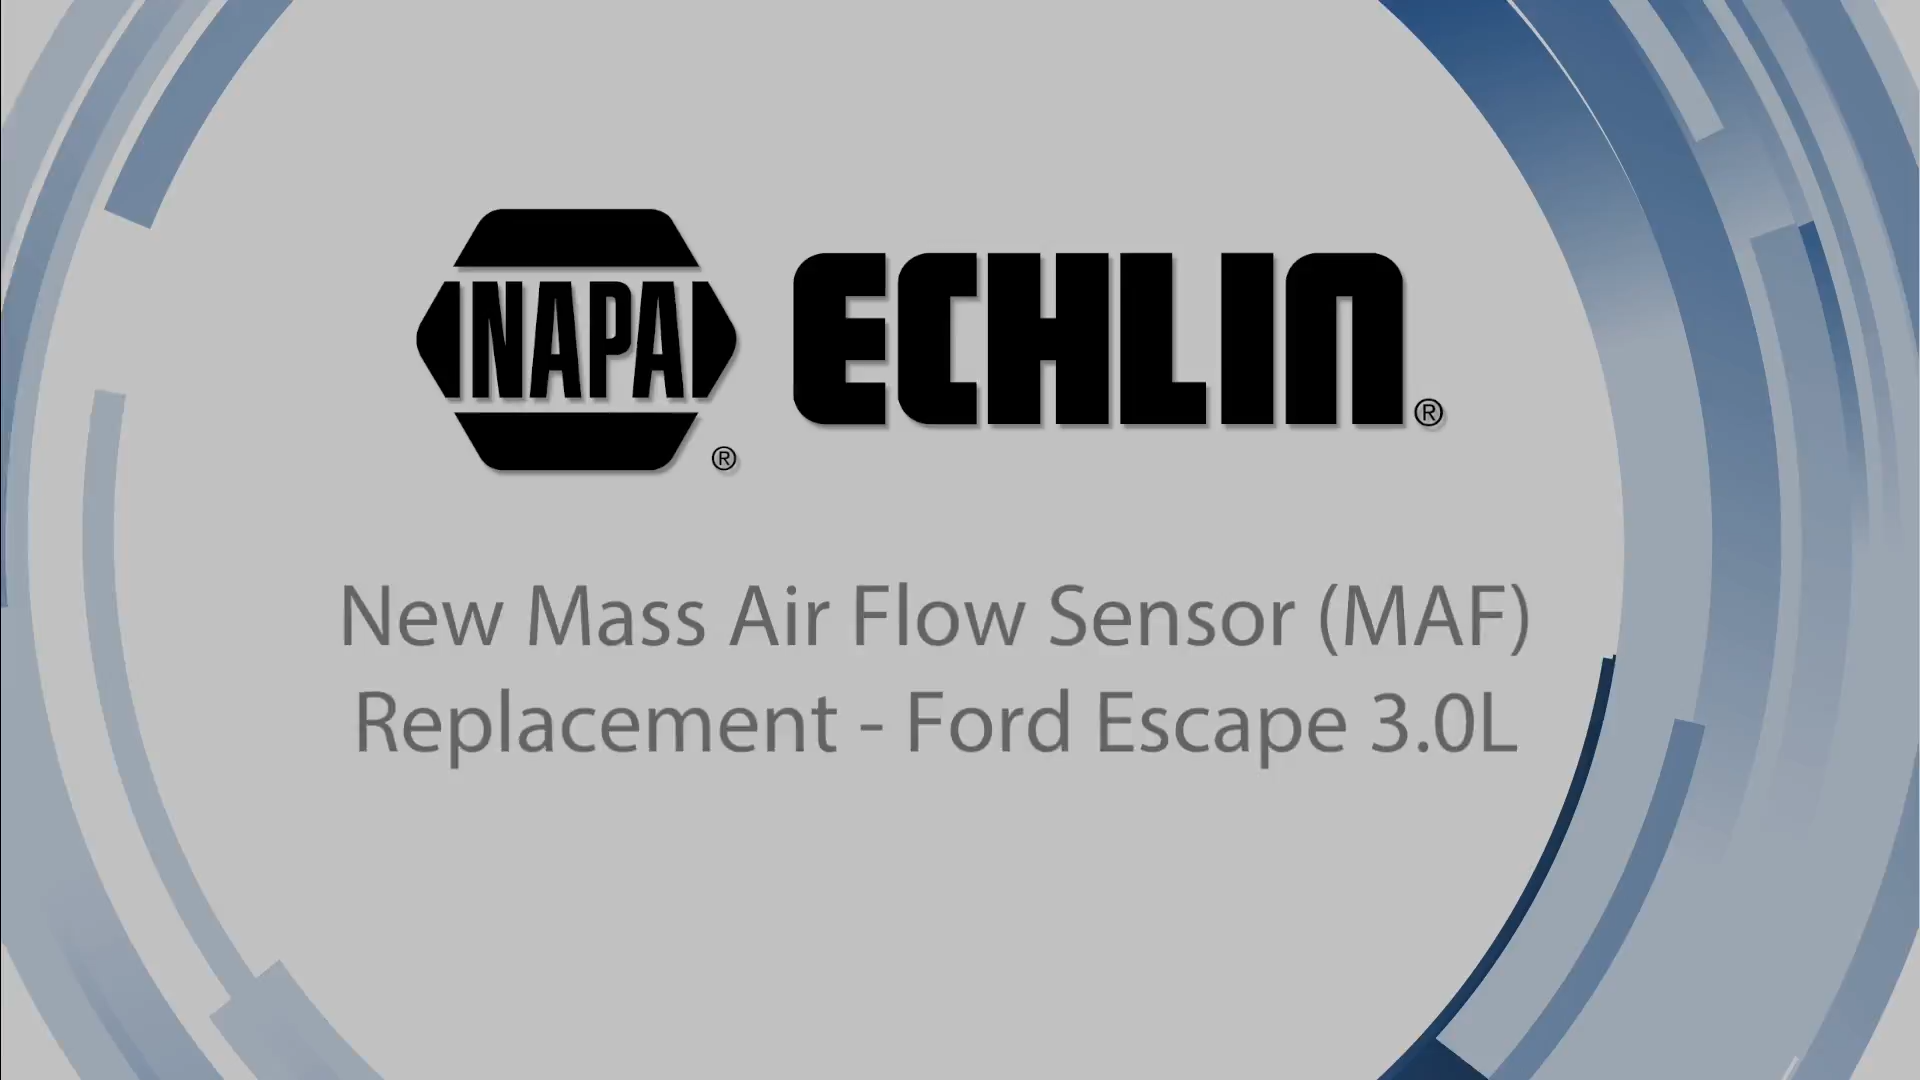 NAPA® ECHLIN®
New Mass Air Flow Sensor (MAF)
Replacement - Ford Escape 3.0L